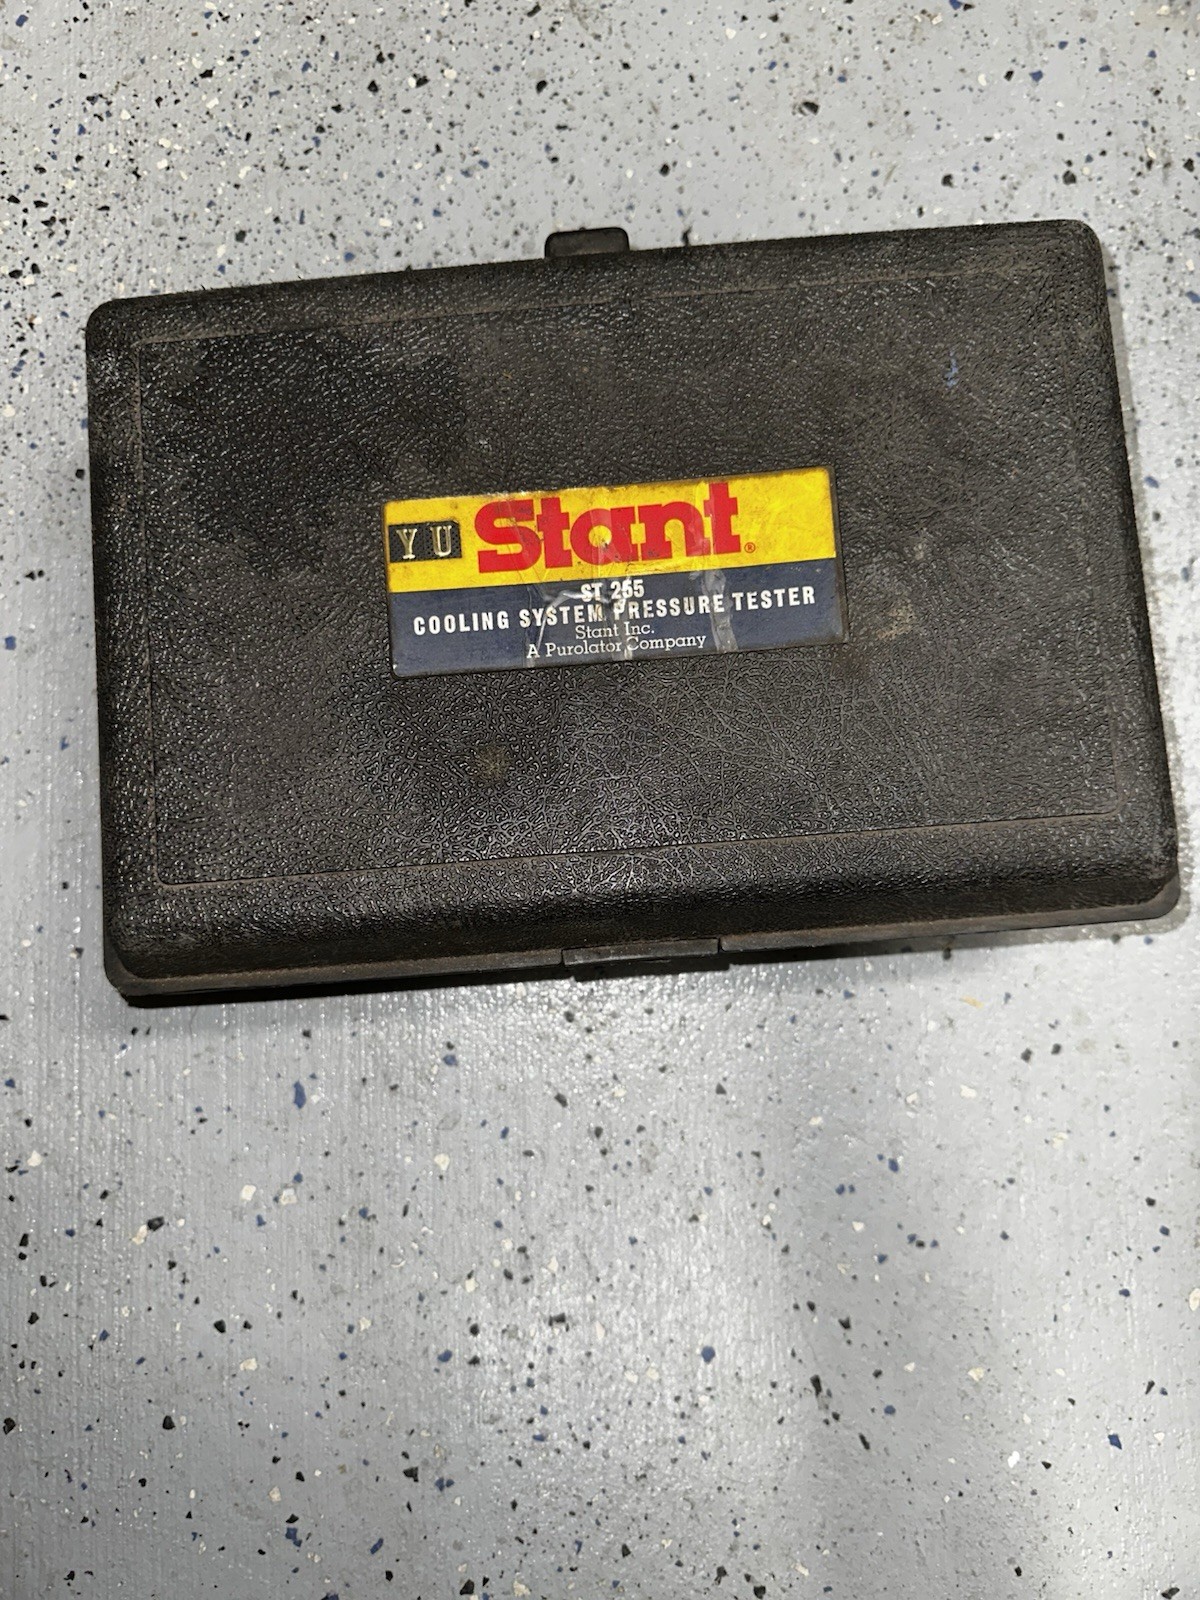 YU Stant®
ST 255
COOLING SYSTEM PRESSURE TESTER
Stant Inc.
A Purolator Company